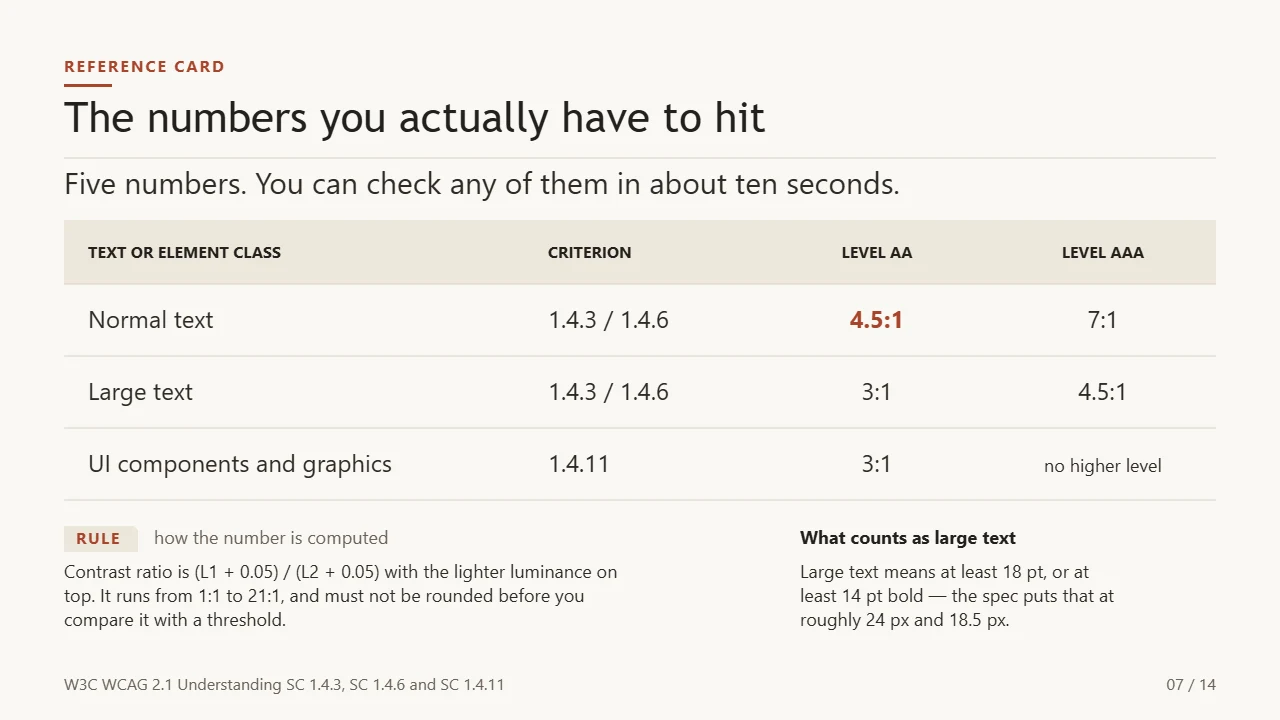 REFERENCE CARD
The numbers you actually have to hit
Five numbers. You can check any of them in about ten seconds.
TEXT OR ELEMENT CLASS CRITERION LEVEL AA LEVEL AAA
Normal text 1.4.3 / 1.4.6 4.5:1 7:1
Large text 1.4.3 / 1.4.6 3:1 4.5:1
UI components and graphics 1.4.11 3:1 no higher level
RULE how the number is computed
Contrast ratio is (L1 + 0.05) / (L2 + 0.05) with the lighter luminance on
top. It runs from 1:1 to 21:1, and must not be rounded before you
compare it with a threshold.
What counts as large text
Large text means at least 18 pt, or at
least 14 pt bold — the spec puts that at
roughly 24 px and 18.5 px.
W3C WCAG 2.1 Understanding SC 1.4.3, SC 1.4.6 and SC 1.4.11
07 / 14